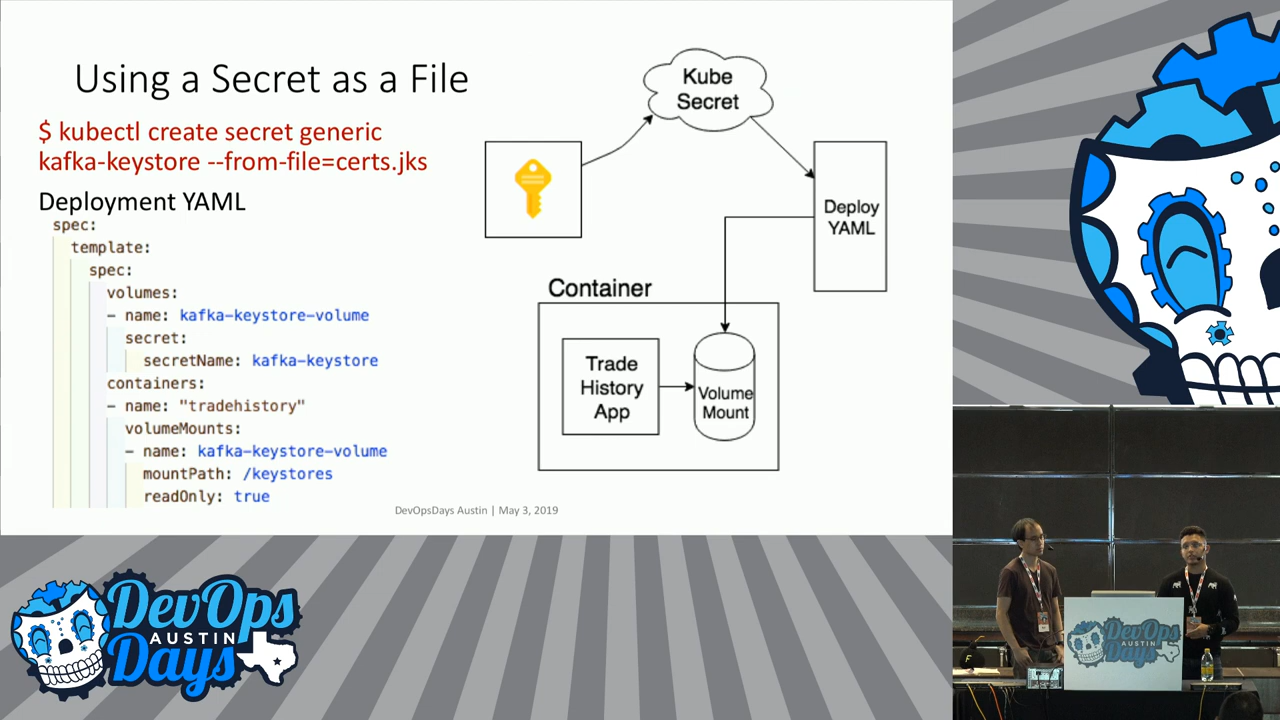 Using a Secret as a File
$ kubectl create secret generic
kafka-keystore --from-file=certs.jks
Deployment YAML
spec:
template:
spec:
volumes:
- name: kafka-keystore-volume
secret:
secretName: kafka-keystore
containers:
- name: "tradehistory"
volumeMounts:
- name: kafka-keystore-volume
mountPath: /keystores
readOnly: true
Kube
Secret
Deploy
YAML
Container
Trade
History
App
Volume
Mount
DevOpsDays Austin | May 3, 2019
DevOps
AUSTIN
Days
DevOps
AUSTIN
Days